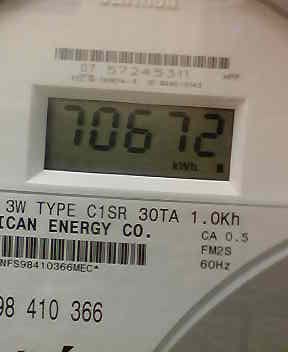 07 57245311
70672
kWh
3W TYPE C1SR 30TA 1.0Kh
ICAN ENERGY CO.
CA 0.5
FM2S
60Hz
NFS98410366MEC*
98 410 366